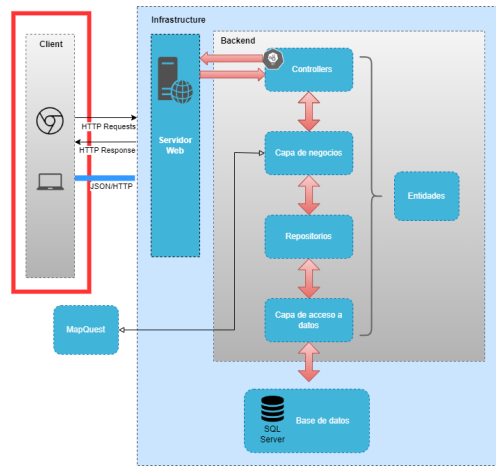 Infrastructure
Client
Backend
Controllers
HTTP Requests
Servidor
Web
HTTP Response
Capa de negocios
JSON/HTTP
Entidades
Repositorios
MapQuest
Capa de acceso a
datos
SQL
Server
Base de datos